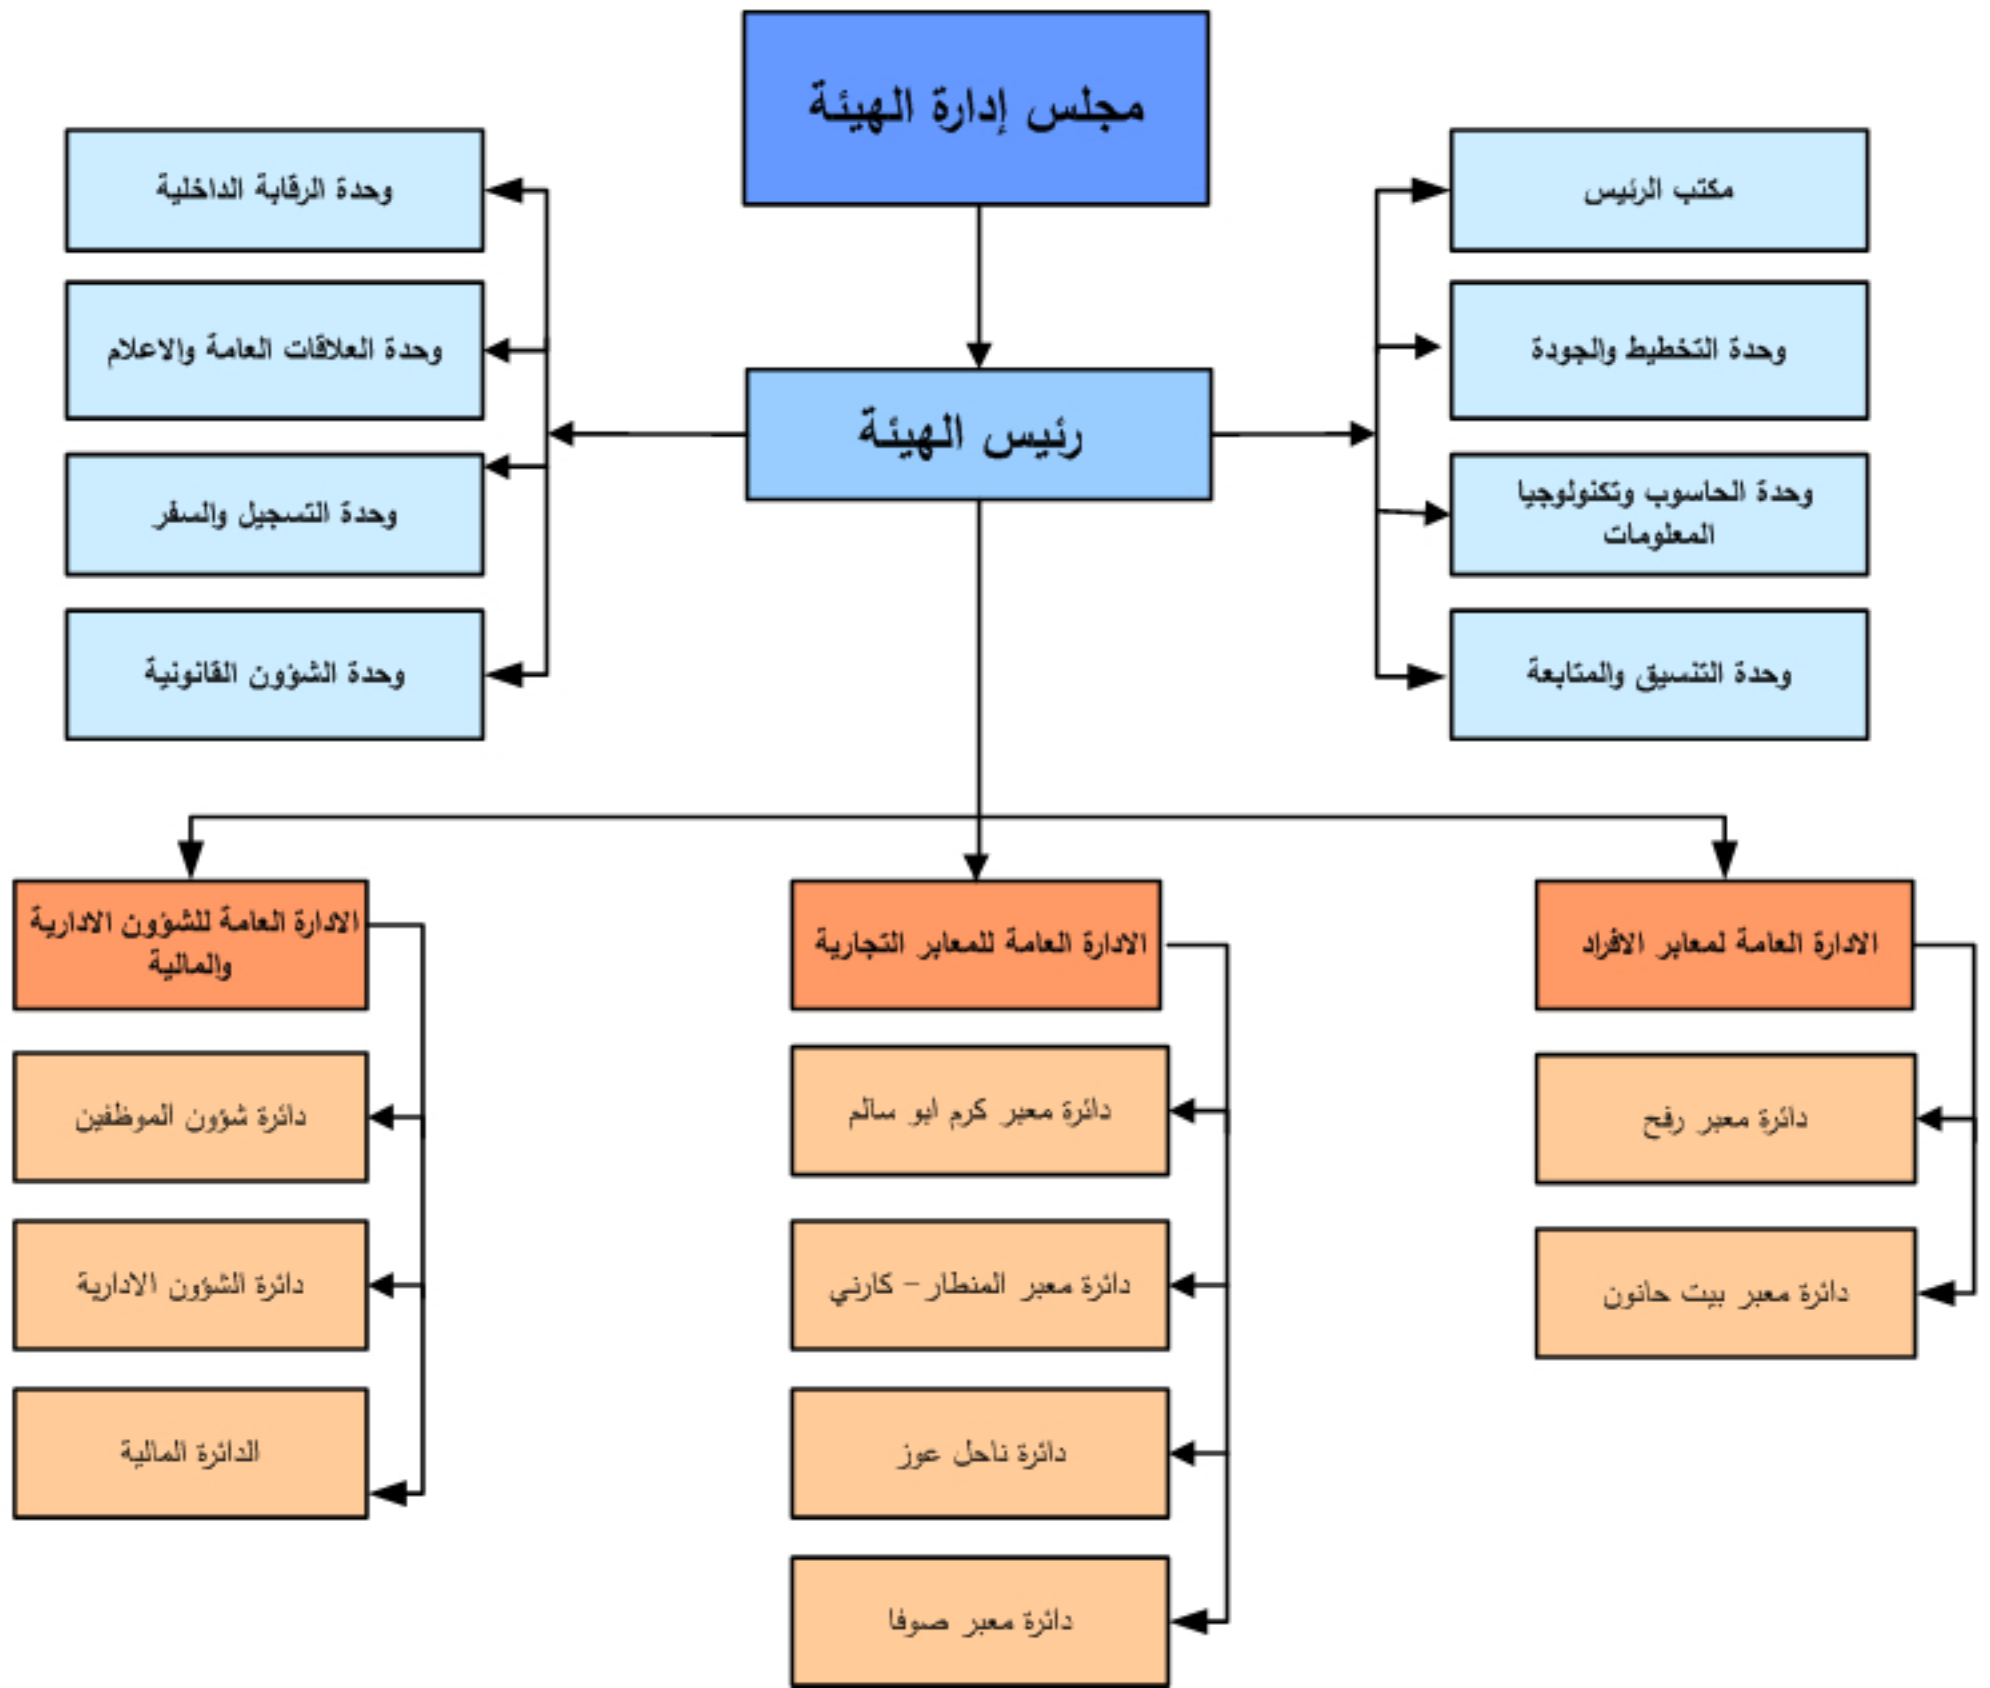 مجلس إدارة الهيئة
مكتب الرئيس
وحدة الرقابة الداخلية
وحدة التخطيط والجودة
وحدة العلاقات العامة والاعلام
رئيس الهيئة
وحدة الحاسوب وتكنولوجيا
المعلومات
وحدة التسجيل والسفر
وحدة التنسيق والمتابعة
وحدة الشؤون القانونية
الادارة العامة لمعابر الافراد
الادارة العامة للمعابر التجارية
الادارة العامة للشؤون الادارية
والمالية
دائرة معبر رفح
دائرة معبر كرم ابو سالم
دائرة شؤون الموظفين
دائرة معبر بيت حانون
دائرة معبر المنطار – كارني
دائرة الشؤون الادارية
دائرة ناحل عوز
الدائرة المالية
دائرة معبر صوفا